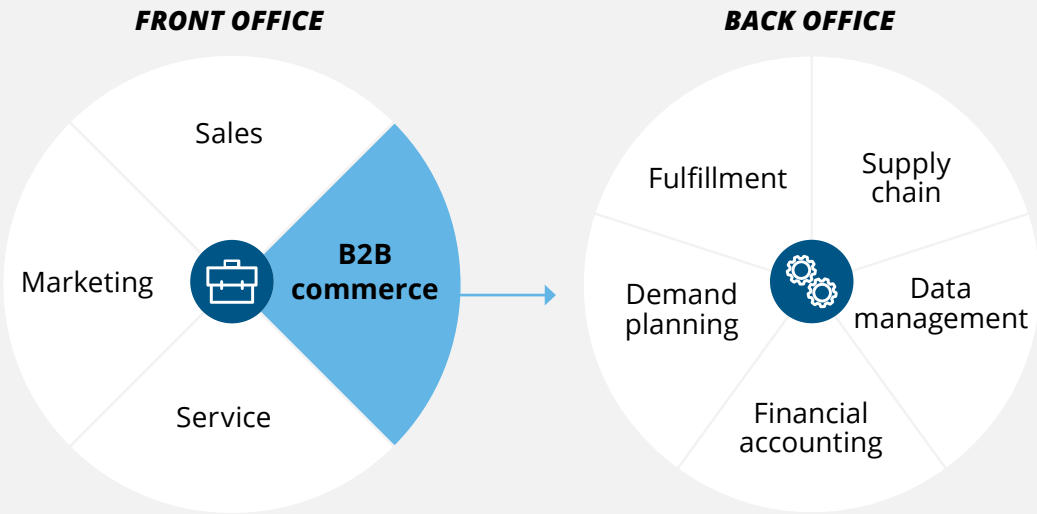 FRONT OFFICE
Sales
Marketing
B2B
commerce
Service
BACK OFFICE
Fulfillment
Supply
chain
Demand
planning
Data
management
Financial
accounting